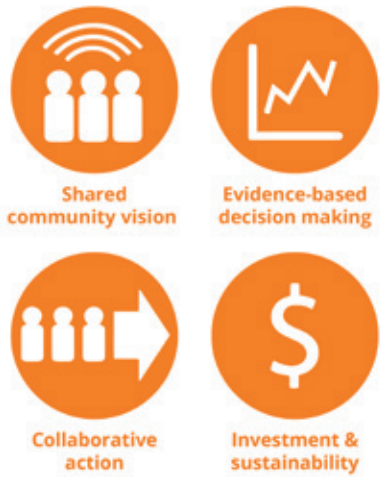 Shared
community vision
Evidence-based
decision making
$
Collaborative
action
Investment &
sustainability